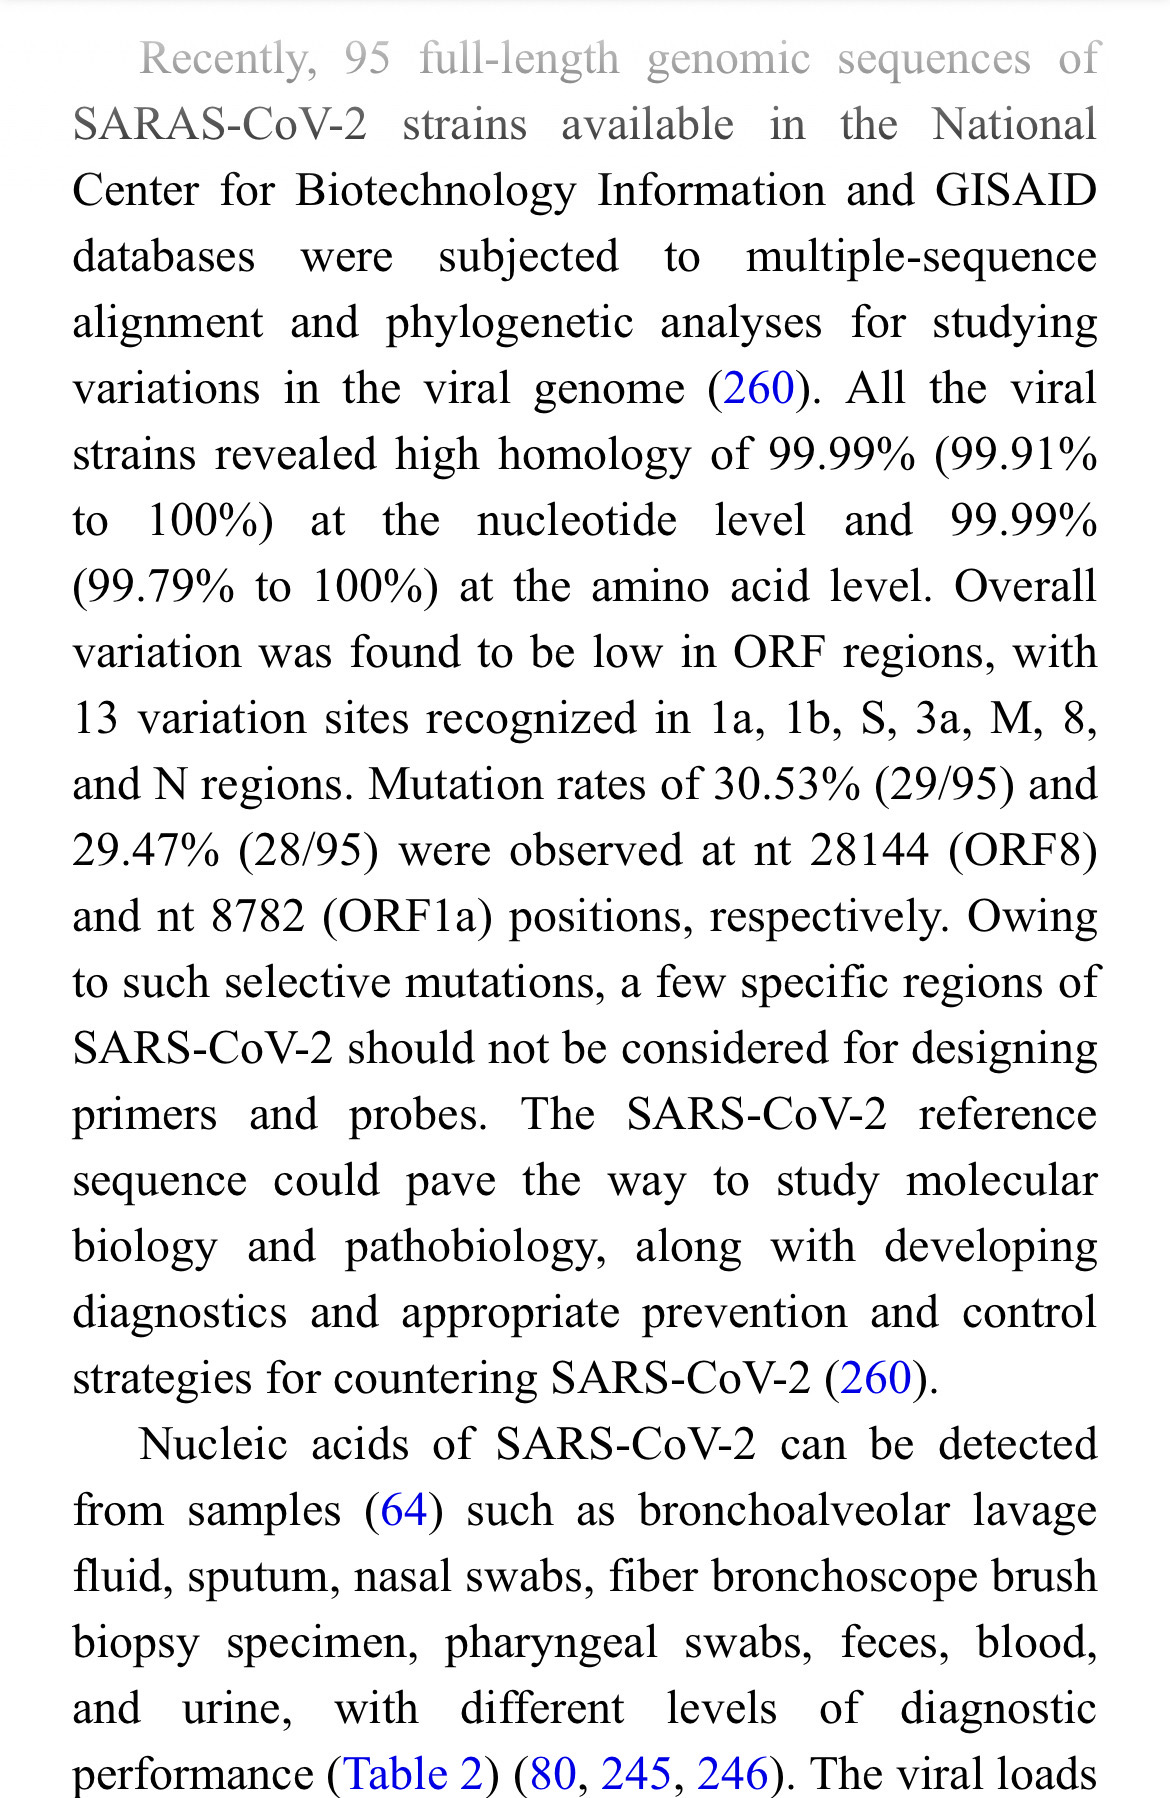 Recently, 95 full-length genomic sequences of
SARAS-CoV-2 strains available in the National
Center for Biotechnology Information and GISAID
databases were subjected to multiple-sequence
alignment and phylogenetic analyses for studying
variations in the viral genome (260). All the viral
strains revealed high homology of 99.99% (99.91%
to 100%) at the nucleotide level and 99.99%
(99.79% to 100%) at the amino acid level. Overall
variation was found to be low in ORF regions, with
13 variation sites recognized in 1a, 1b, S, 3a, M, 8,
and N regions. Mutation rates of 30.53% (29/95) and
29.47% (28/95) were observed at nt 28144 (ORF8)
and nt 8782 (ORF1a) positions, respectively. Owing
to such selective mutations, a few specific regions of
SARS-CoV-2 should not be considered for designing
primers and probes. The SARS-CoV-2 reference
sequence could pave the way to study molecular
biology and pathobiology, along with developing
diagnostics and appropriate prevention and control
strategies for countering SARS-CoV-2 (260).
Nucleic acids of SARS-CoV-2 can be detected
from samples (64) such as bronchoalveolar lavage
fluid, sputum, nasal swabs, fiber bronchoscope brush
biopsy specimen, pharyngeal swabs, feces, blood,
and urine, with different levels of diagnostic
performance (Table 2) (80, 245, 246). The viral loads